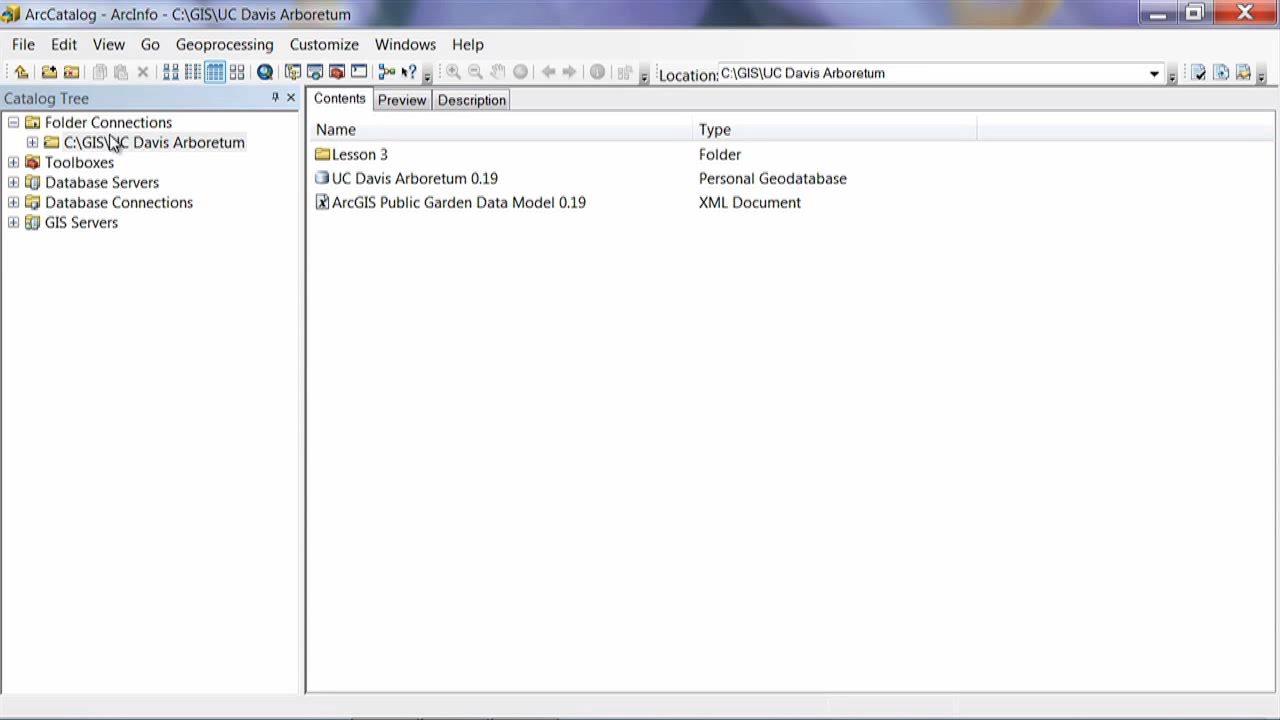 ArcCatalog - ArcInfo - C:\GIS\UC Davis Arboretum
File Edit View Go Geoprocessing Customize Windows Help
Location: C:\GIS\UC Davis Arboretum
Catalog Tree
Folder Connections
C:\GIS\UC Davis Arboretum
Toolboxes
Database Servers
Database Connections
GIS Servers
Contents Preview Description
Name Type
Lesson 3 Folder
UC Davis Arboretum 0.19 Personal Geodatabase
ArcGIS Public Garden Data Model 0.19 XML Document